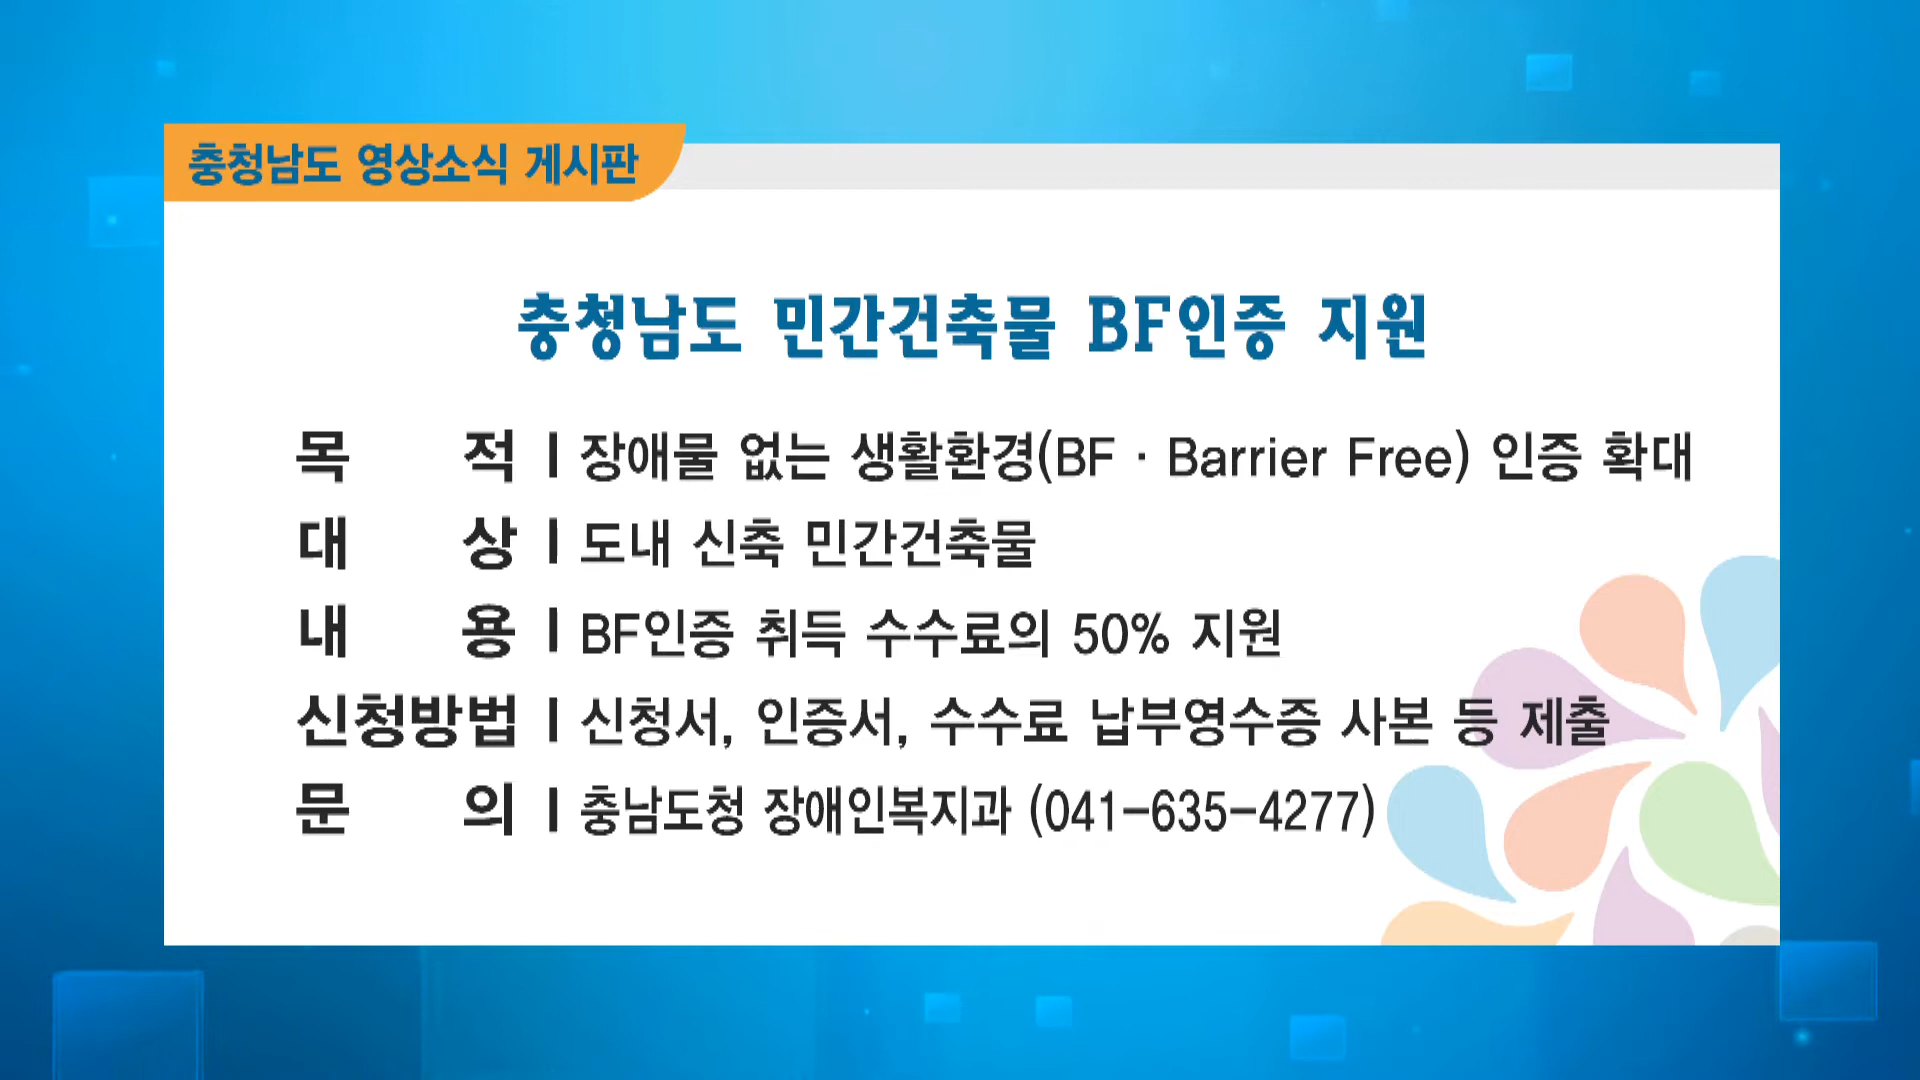 충청남도 영상소식 게시판
충청남도 민간건축물 BF인증 지원
목 적 | 장애물 없는 생활환경(BF · Barrier Free) 인증 확대
대 상 | 도내 신축 민간건축물
내 용 | BF인증 취득 수수료의 50% 지원
신청방법 | 신청서, 인증서, 수수료 납부영수증 사본 등 제출
문 의 | 충남도청 장애인복지과 (041-635-4277)